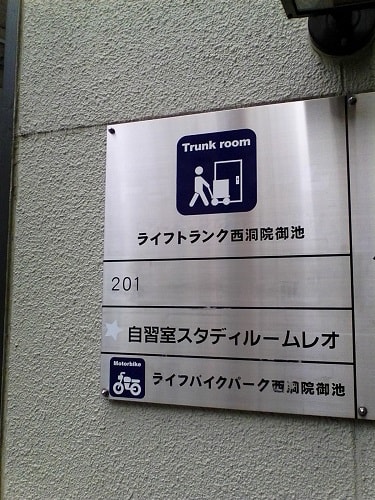 Trunk room
ライフトランク西洞院御池
201
自習室スタディルームレオ
Motorbike
ライフバイクパーク西洞院御池